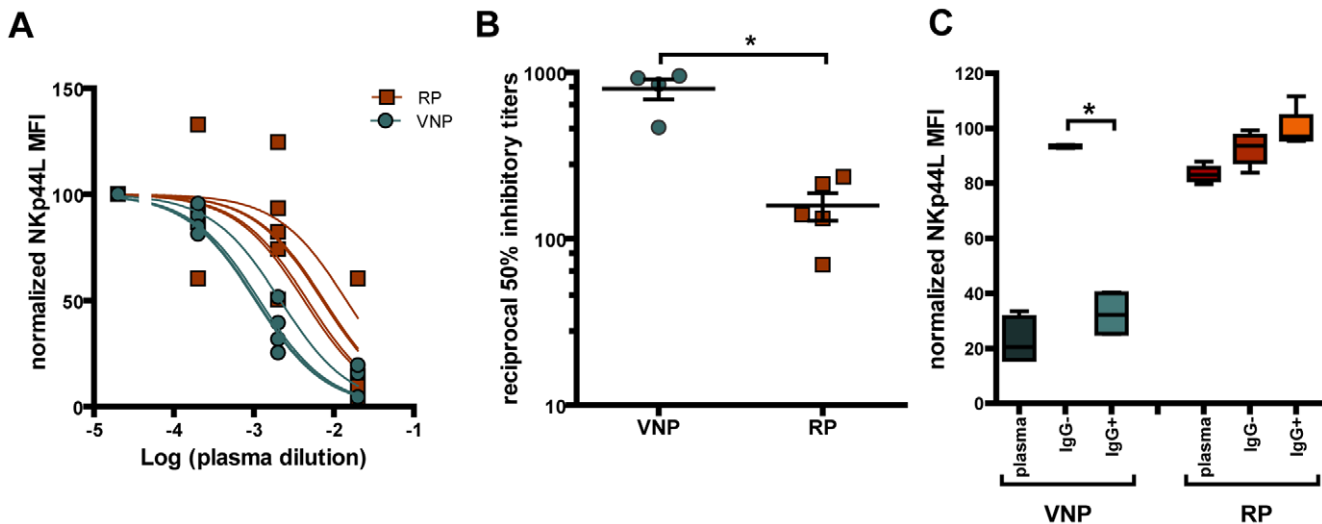 A
normalized NKp44L MFI
150
100
50
0
-5 -4 -3 -2 -1
Log (plasma dilution)
RP
VNP
B
reciprocal 50% inhibitory titers
1000
100
10
*
VNP RP
C
normalized NKp44L MFI
120
100
80
60
40
20
0
*
plasma IgG- IgG+ plasma IgG- IgG+
VNP RP